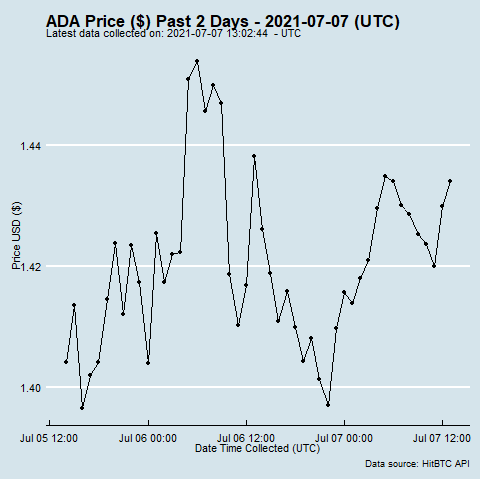 ADA Price ($) Past 2 Days - 2021-07-07 (UTC)
Latest data collected on: 2021-07-07 13:02:44  - UTC
1.44
1.42
1.40
Price USD ($)
Jul 05 12:00 Jul 06 00:00 Jul 06 12:00 Jul 07 00:00 Jul 07 12:00
Date Time Collected (UTC)
Data source: HitBTC API